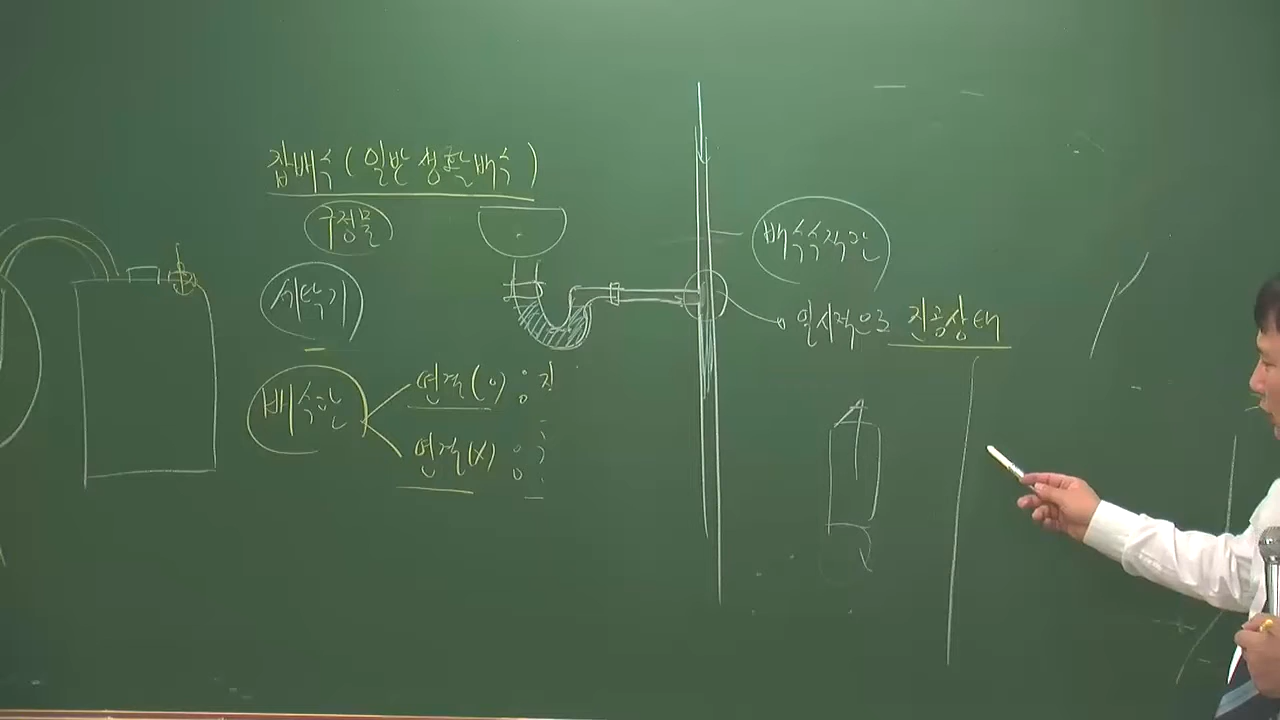 잡배수(일반생활배수)
구정물
세탁기
배수관
연결(O) : 진
연결(X) :
배수수직관
일시적으로 진공상태